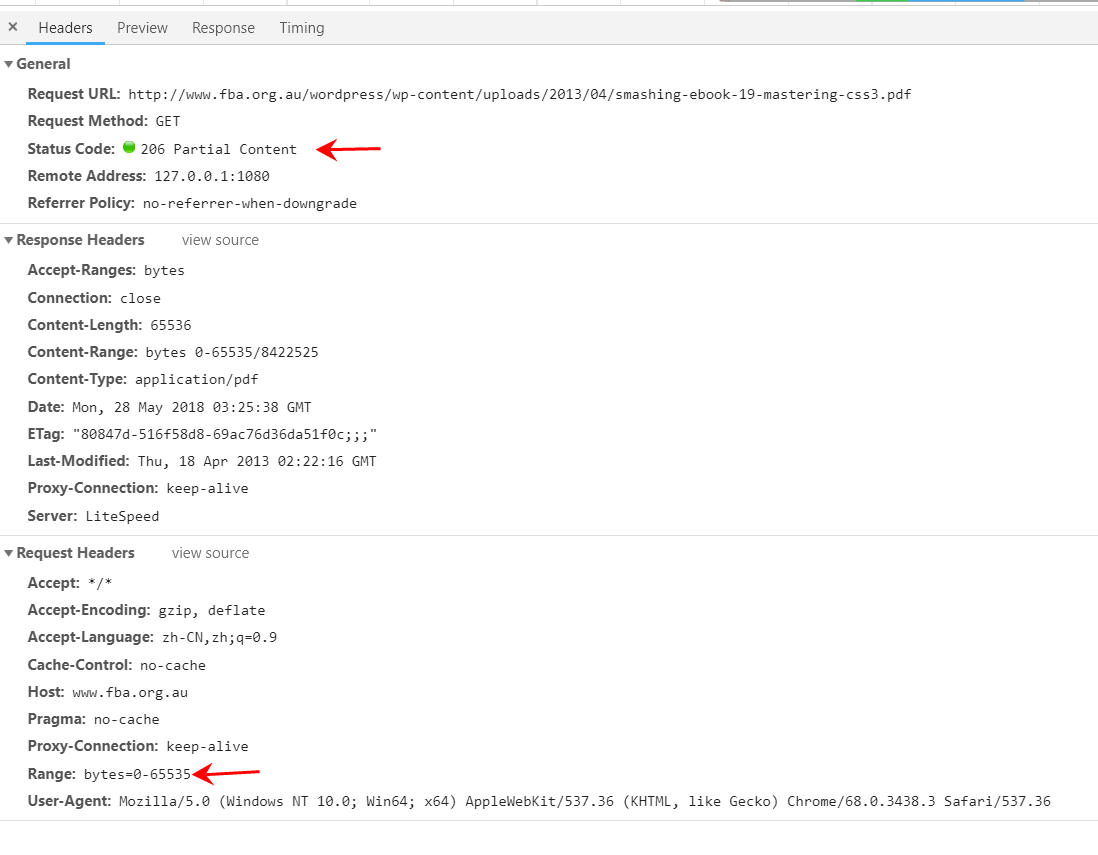 × Headers Preview Response Timing
General
Request URL: http://www.fba.org.au/wordpress/wp-content/uploads/2013/04/smashing-ebook-19-mastering-css3.pdf
Request Method: GET
Status Code: 206 Partial Content
Remote Address: 127.0.0.1:1080
Referrer Policy: no-referrer-when-downgrade
Response Headers view source
Accept-Ranges: bytes
Connection: close
Content-Length: 65536
Content-Range: bytes 0-65535/8422525
Content-Type: application/pdf
Date: Mon, 28 May 2018 03:25:38 GMT
ETag: "80847d-516f58d8-69ac76d36da51f0c;;;"
Last-Modified: Thu, 18 Apr 2013 02:22:16 GMT
Proxy-Connection: keep-alive
Server: LiteSpeed
Request Headers view source
Accept: */*
Accept-Encoding: gzip, deflate
Accept-Language: zh-CN,zh;q=0.9
Cache-Control: no-cache
Host: www.fba.org.au
Pragma: no-cache
Proxy-Connection: keep-alive
Range: bytes=0-65535
User-Agent: Mozilla/5.0 (Windows NT 10.0; Win64; x64) AppleWebKit/537.36 (KHTML, like Gecko) Chrome/68.0.3438.3 Safari/537.36